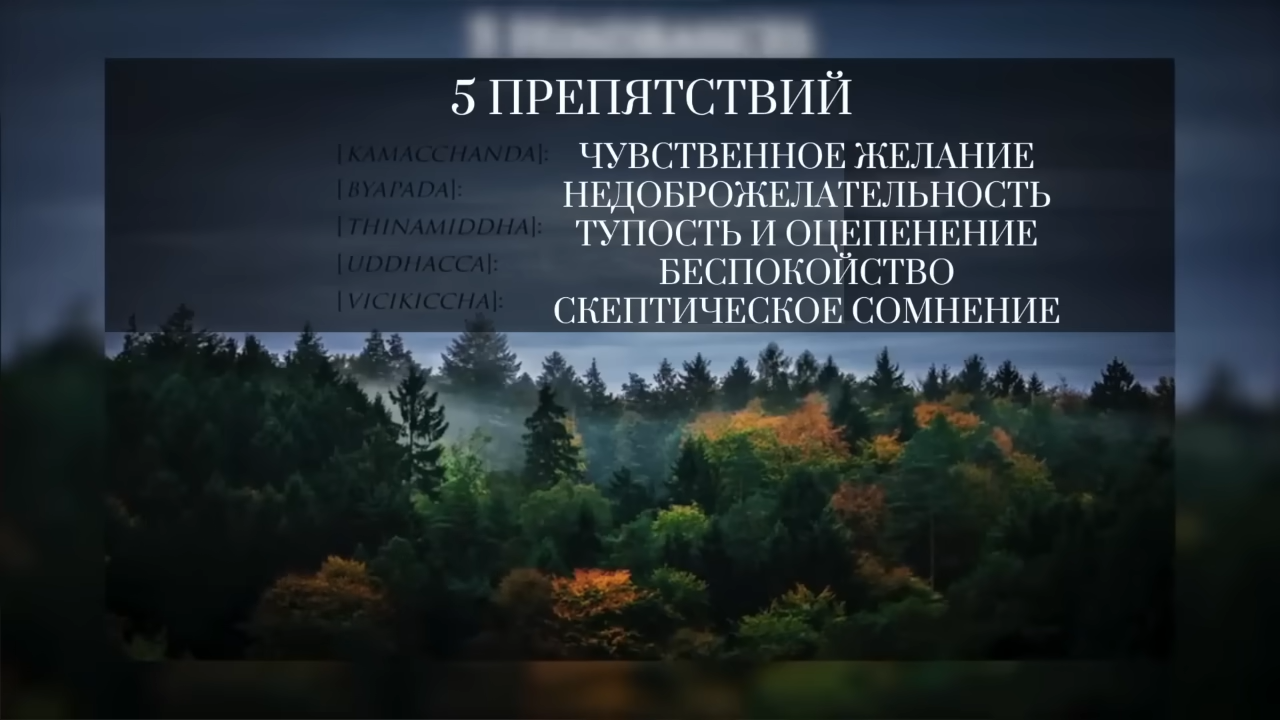 5 ПРЕПЯТСТВИЙ
[KAMACCHANDA]: ЧУВСТВЕННОЕ ЖЕЛАНИЕ
[BYAPADA]: НЕДОБРОЖЕЛАТЕЛЬНОСТЬ
[THINAMIDDHA]: ТУПОСТЬ И ОЦЕПЕНЕНИЕ
[UDDHACCA]: БЕСПОКОЙСТВО
[VICIKICCHA]: СКЕПТИЧЕСКОЕ СОМНЕНИЕ